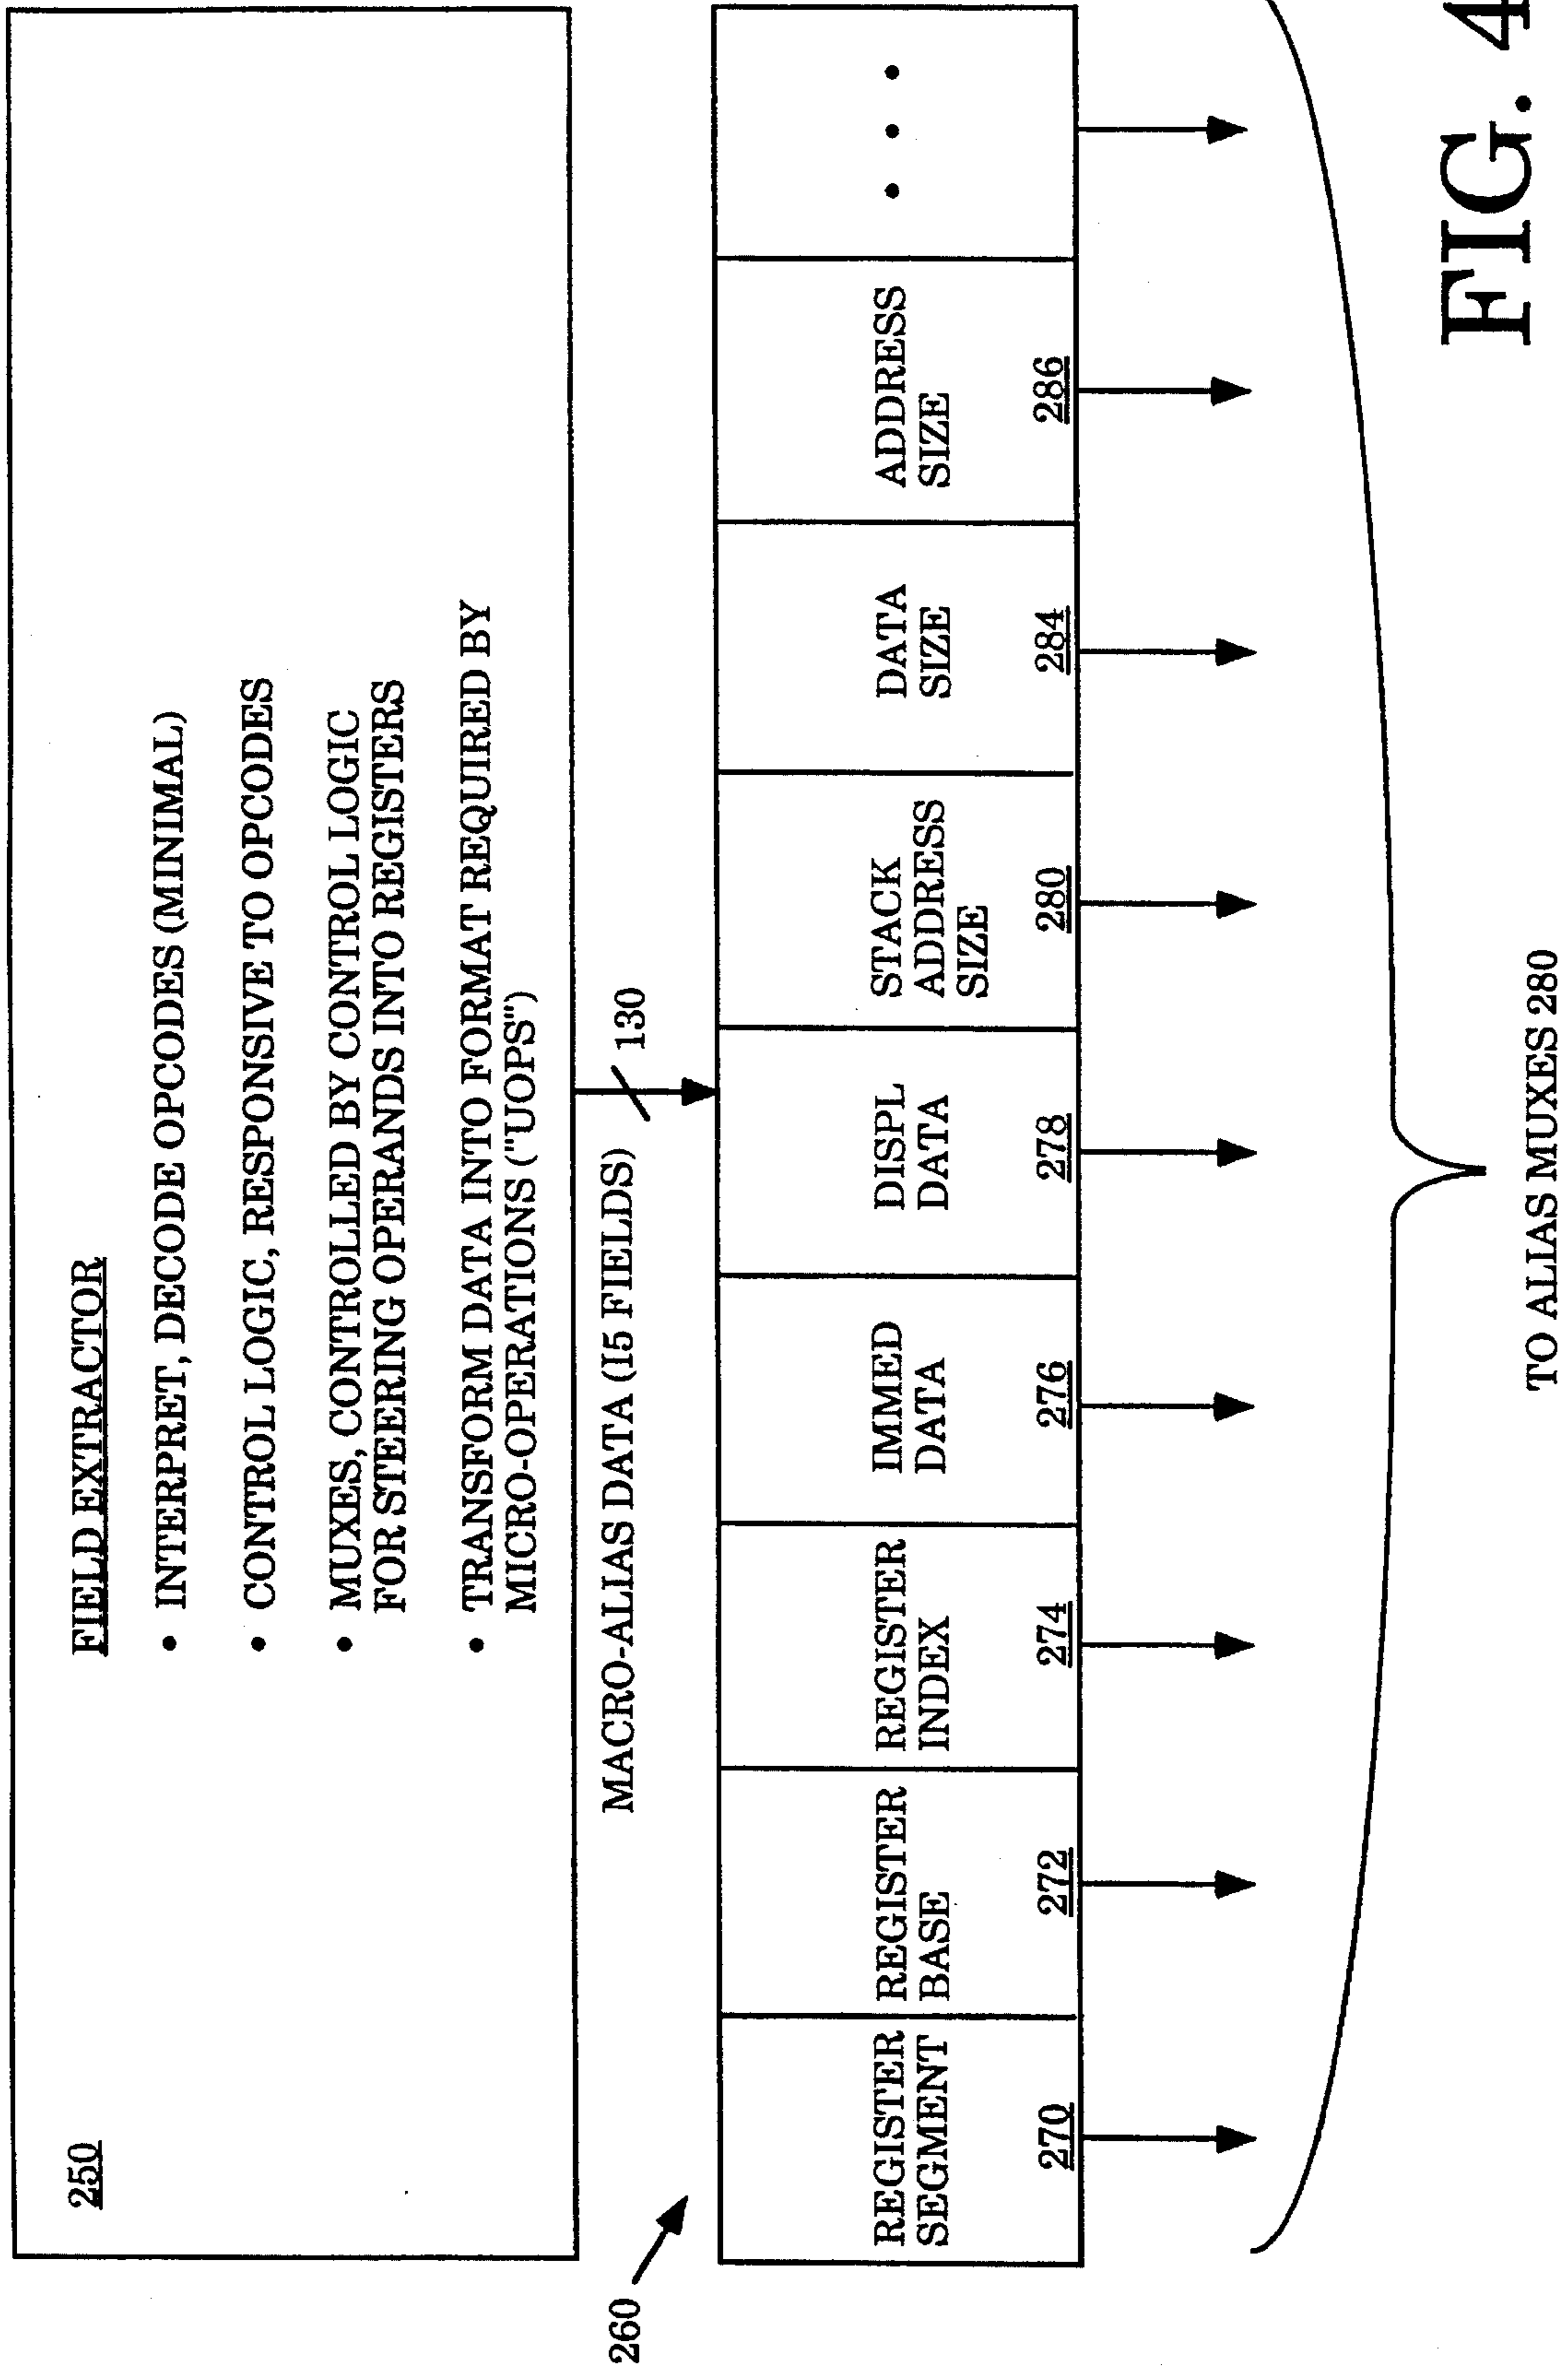 250
FIELD EXTRACTOR
• INTERPRET, DECODE OPCODES (MINIMAL)
• CONTROL LOGIC, RESPONSIVE TO OPCODES
• MUXES, CONTROLLED BY CONTROL LOGIC
FOR STEERING OPERANDS INTO REGISTERS
• TRANSFORM DATA INTO FORMAT REQUIRED BY
MICRO-OPERATIONS ("UOPS")
MACRO-ALIAS DATA (I5 FIELDS)
130
260
REGISTER
SEGMENT
270
REGISTER
BASE
272
REGISTER
INDEX
274
IMMED
DATA
276
DISPL
DATA
278
STACK
ADDRESS
SIZE
280
DATA
SIZE
284
ADDRESS
SIZE
286
• • •
TO ALIAS MUXES 280
FIG. 4